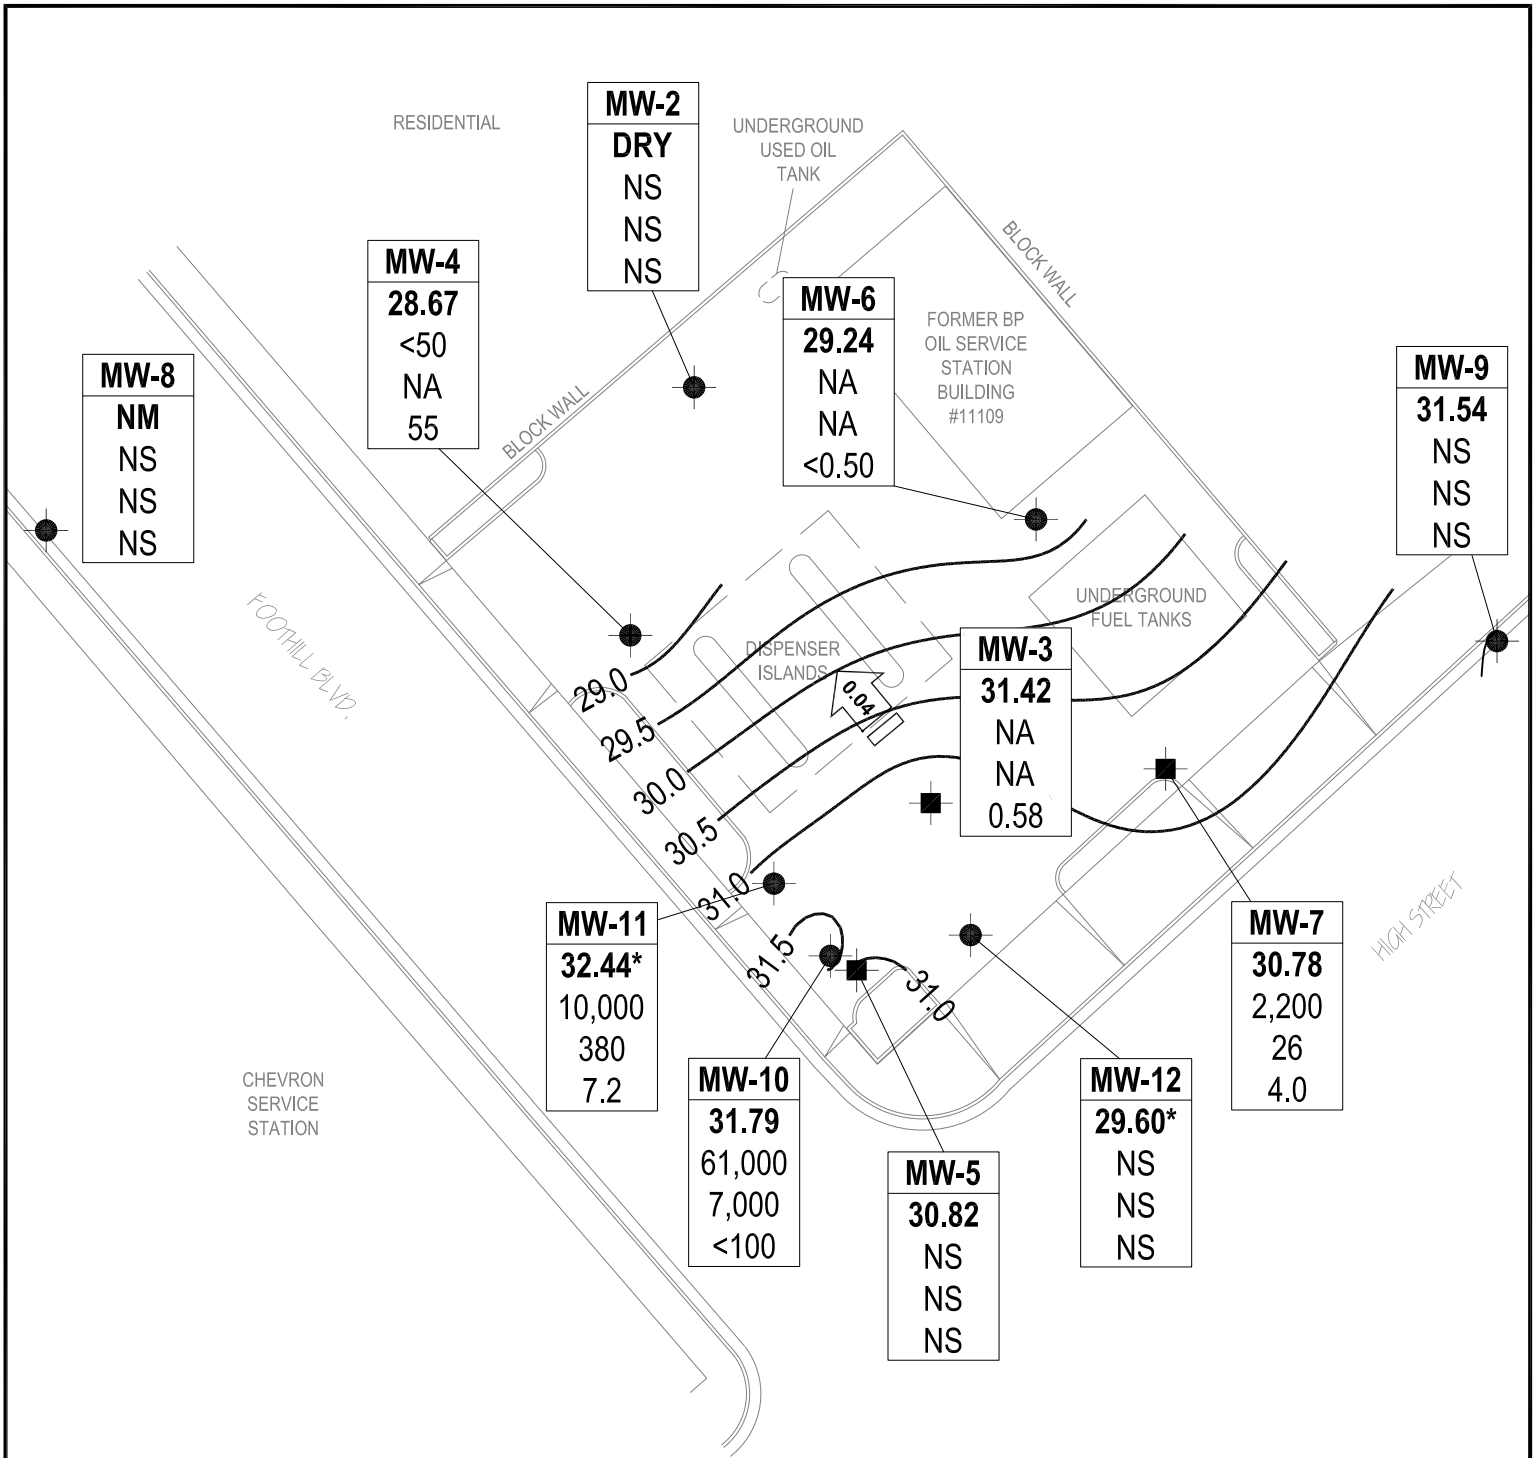 RESIDENTIAL
MW-2
DRY
NS
NS
NS
UNDERGROUND
USED OIL
TANK
BLOCK WALL
MW-4
28.67
<50
NA
55
MW-6
29.24
NA
NA
<0.50
FORMER BP
OIL SERVICE
STATION
BUILDING
#11109
MW-8
NM
NS
NS
NS
MW-9
31.54
NS
NS
NS
BLOCK WALL
FOOTHILL BLVD.
UNDERGROUND
FUEL TANKS
DISPENSER
ISLANDS
0.04
MW-3
31.42
NA
NA
0.58
29.0
29.5
30.0
30.5
31.0
31.5
31.0
MW-11
32.44*
10,000
380
7.2
MW-7
30.78
2,200
26
4.0
HIGH STREET
CHEVRON
SERVICE
STATION
MW-10
31.79
61,000
7,000
<100
MW-12
29.60*
NS
NS
NS
MW-5
30.82
NS
NS
NS